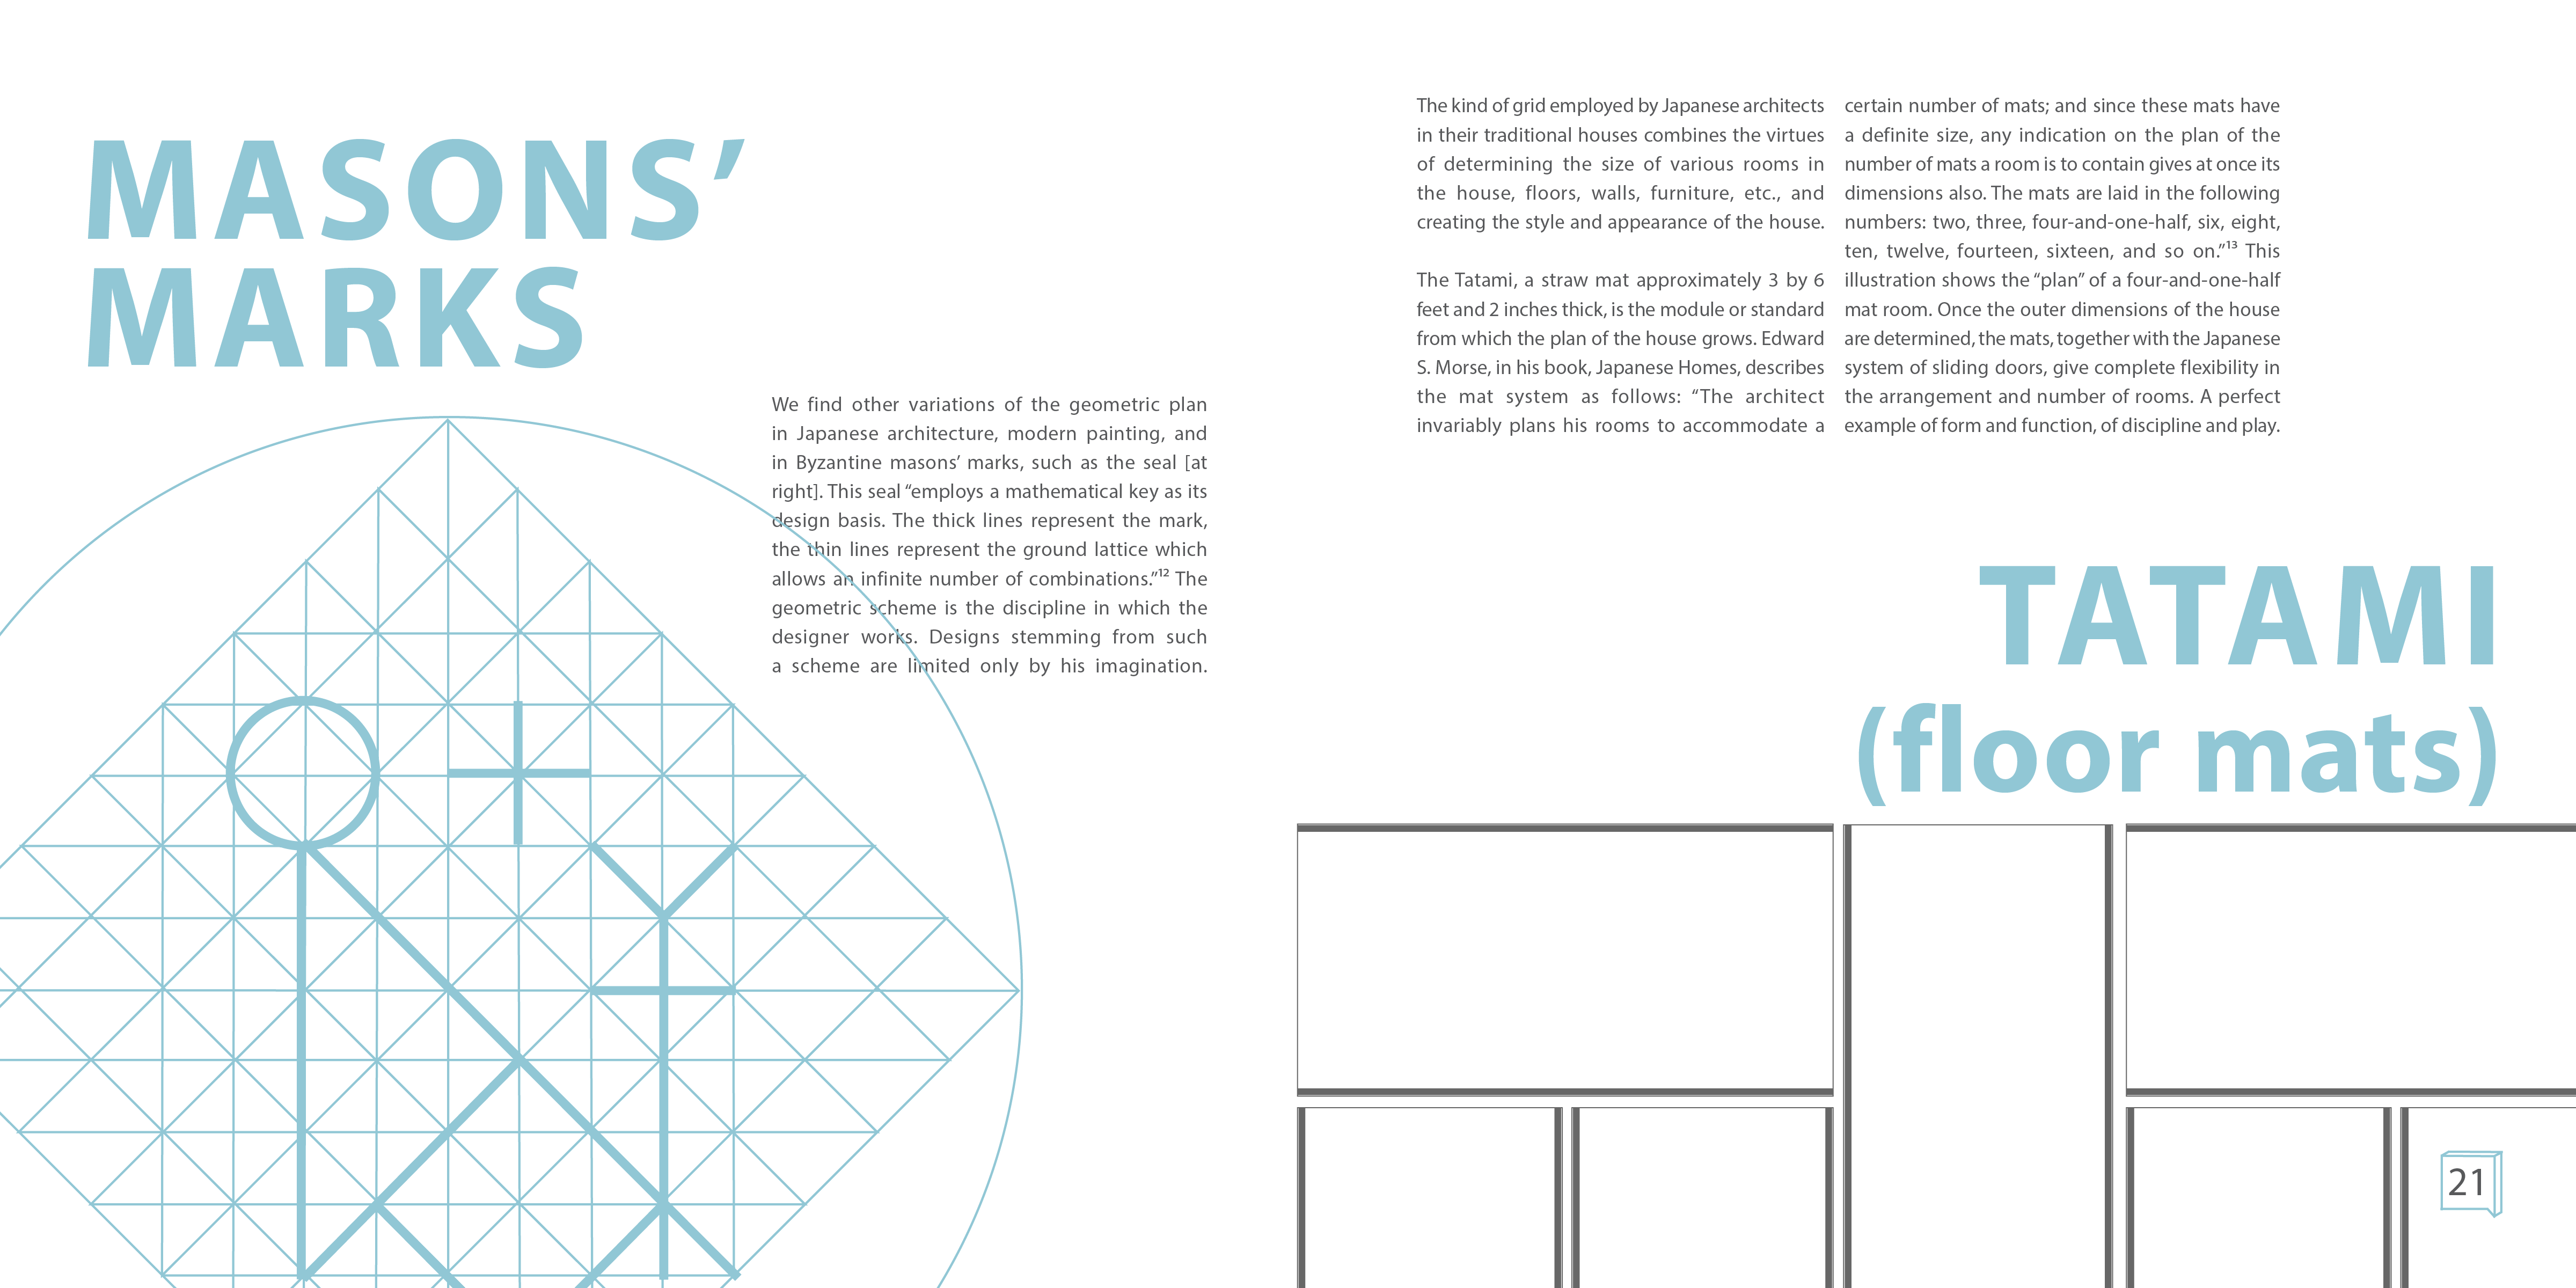 MASONS’
MARKS
We find other variations of the geometric plan
in Japanese architecture, modern painting, and
in Byzantine masons’ marks, such as the seal [at
right]. This seal “employs a mathematical key as its
design basis. The thick lines represent the mark,
the thin lines represent the ground lattice which
allows an infinite number of combinations.”¹² The
geometric scheme is the discipline in which the
designer works. Designs stemming from such
a scheme are limited only by his imagination.
The kind of grid employed by Japanese architects
in their traditional houses combines the virtues
of determining the size of various rooms in
the house, floors, walls, furniture, etc., and
creating the style and appearance of the house.
The Tatami, a straw mat approximately 3 by 6
feet and 2 inches thick, is the module or standard
from which the plan of the house grows. Edward
S. Morse, in his book, Japanese Homes, describes
the mat system as follows: “The architect
invariably plans his rooms to accommodate a
certain number of mats; and since these mats have
a definite size, any indication on the plan of the
number of mats a room is to contain gives at once its
dimensions also. The mats are laid in the following
numbers: two, three, four-and-one-half, six, eight,
ten, twelve, fourteen, sixteen, and so on.”¹³ This
illustration shows the “plan” of a four-and-one-half
mat room. Once the outer dimensions of the house
are determined, the mats, together with the Japanese
system of sliding doors, give complete flexibility in
the arrangement and number of rooms. A perfect
example of form and function, of discipline and play.
TATAMI
(floor mats)
21